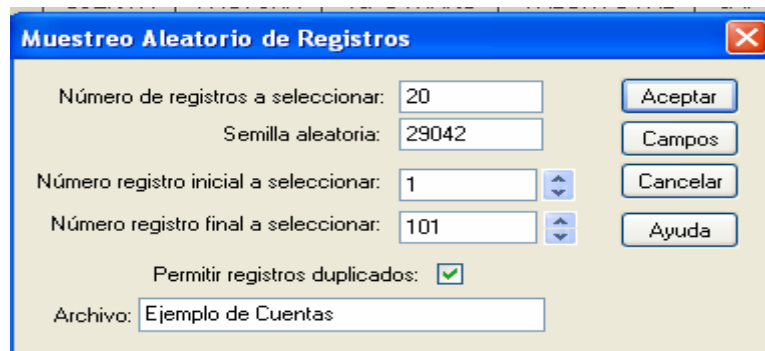 Muestreo Aleatorio de Registros
Número de registros a seleccionar: 20 Aceptar
Semilla aleatoria: 29042 Campos
Número registro inicial a seleccionar: 1 Cancelar
Número registro final a seleccionar: 101 Ayuda
Permitir registros duplicados:
Archivo: Ejemplo de Cuentas